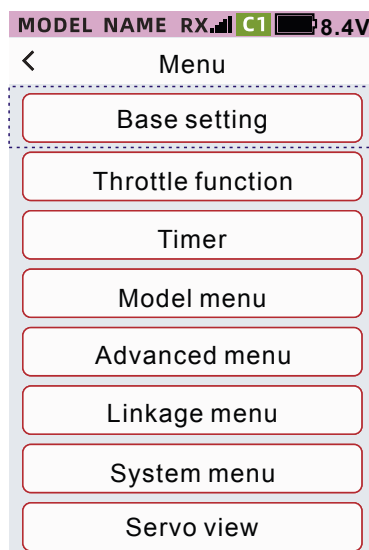 MODEL NAME RX C1 8.4V
Menu
Base setting
Throttle function
Timer
Model menu
Advanced menu
Linkage menu
System menu
Servo view